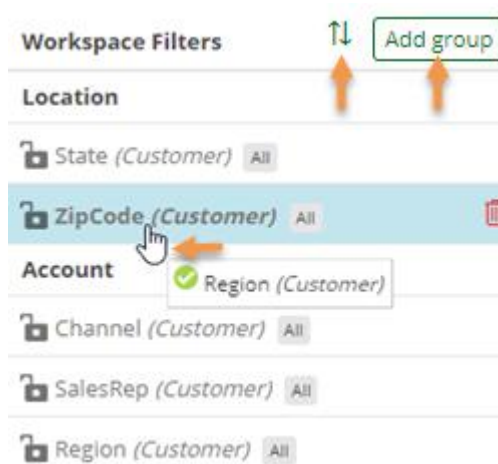 Workspace Filters Add group
Location
State (Customer) All
ZipCode (Customer) All
Account
Region (Customer)
Channel (Customer) All
SalesRep (Customer) All
Region (Customer) All